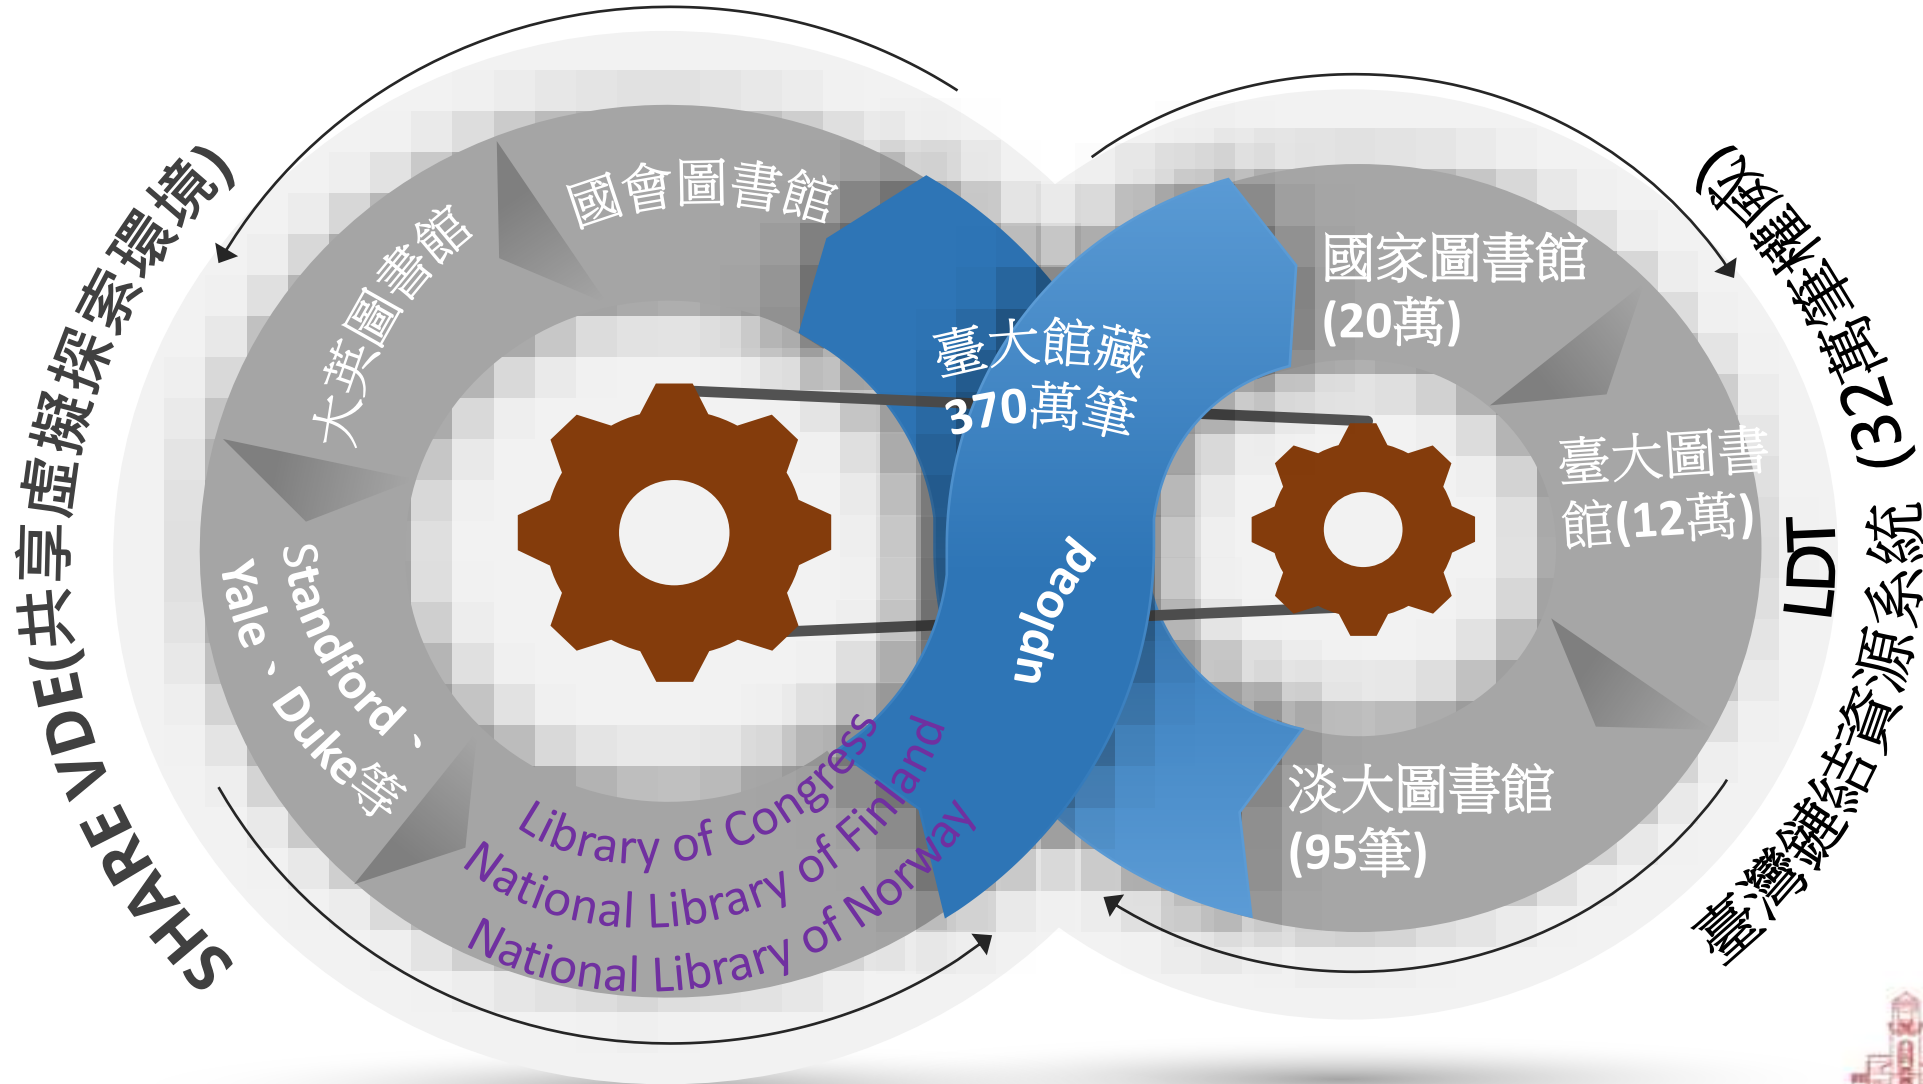 SHARE VDE(共享虛擬探索環境)
國會圖書館
大英圖書館
Standford、
Yale、Duke等
Library of Congress
National Library of Finland
National Library of Norway
臺大館藏
370萬筆
upload
國家圖書館
(20萬)
臺大圖書
館(12萬)
淡大圖書館
(95筆)
LDT
臺灣鏈結資源系統 (32萬筆權威)